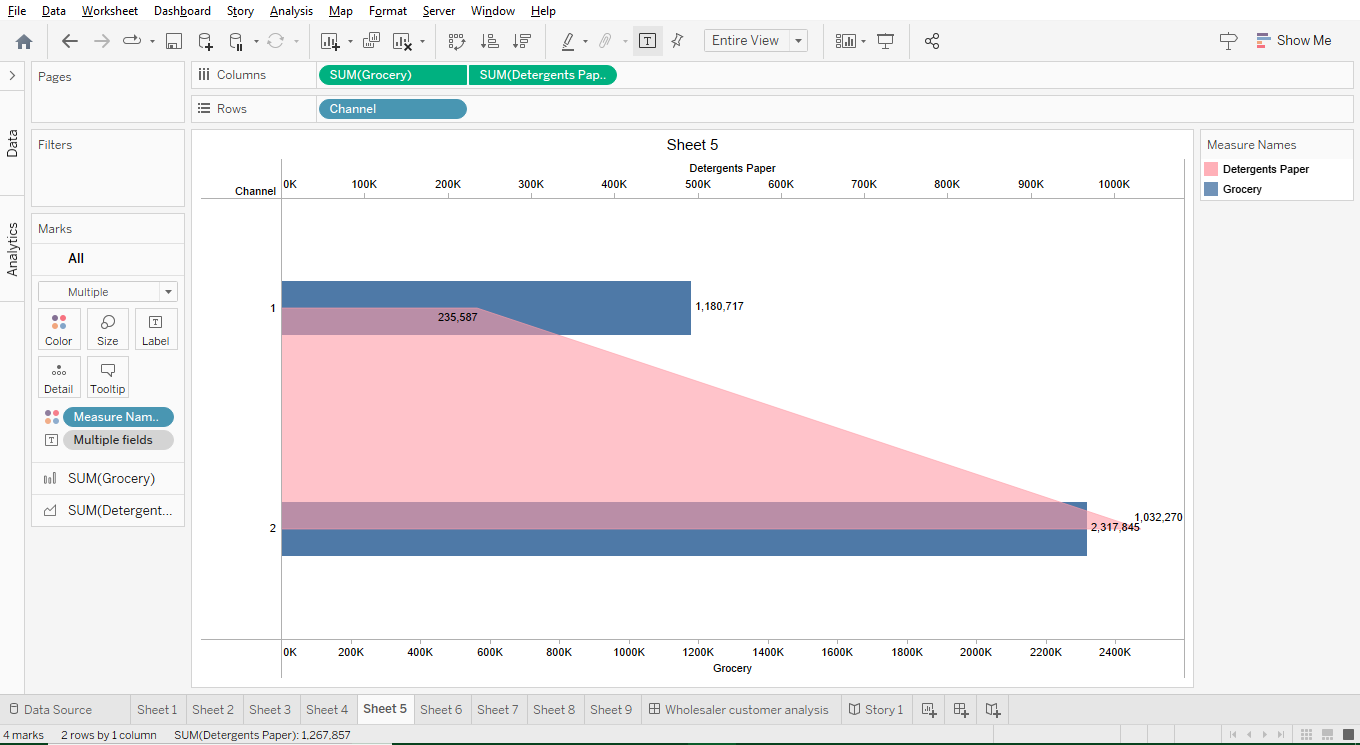 File Data Worksheet Dashboard Story Analysis Map Format Server Window Help
Entire View
Show Me
Data
Analytics
Pages
Filters
Marks
All
Multiple
Color Size Label
Detail Tooltip
Measure Nam..
Multiple fields
SUM(Grocery)
SUM(Detergent...
Columns SUM(Grocery) SUM(Detergents Pap..
Rows Channel
Sheet 5
Detergents Paper
Channel 0K 100K 200K 300K 400K 500K 600K 700K 800K 900K 1000K
1 1,180,717
235,587
1,032,270
2 2,317,845
0K 200K 400K 600K 800K 1000K 1200K 1400K 1600K 1800K 2000K 2200K 2400K
Grocery
Measure Names
Detergents Paper
Grocery
Data Source Sheet 1 Sheet 2 Sheet 3 Sheet 4 Sheet 5 Sheet 6 Sheet 7 Sheet 8 Sheet 9 Wholesaler customer analysis Story 1
4 marks 2 rows by 1 column SUM(Detergents Paper): 1,267,857